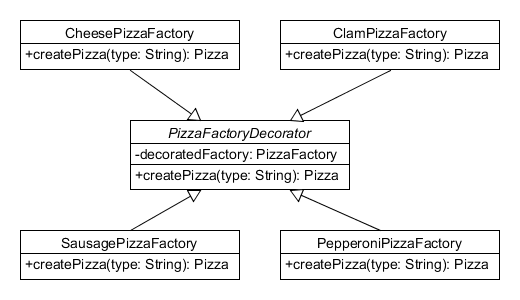 CheesePizzaFactory
+createPizza(type: String): Pizza
ClamPizzaFactory
+createPizza(type: String): Pizza
PizzaFactoryDecorator
-decoratedFactory: PizzaFactory
+createPizza(type: String): Pizza
SausagePizzaFactory
+createPizza(type: String): Pizza
PepperoniPizzaFactory
+createPizza(type: String): Pizza